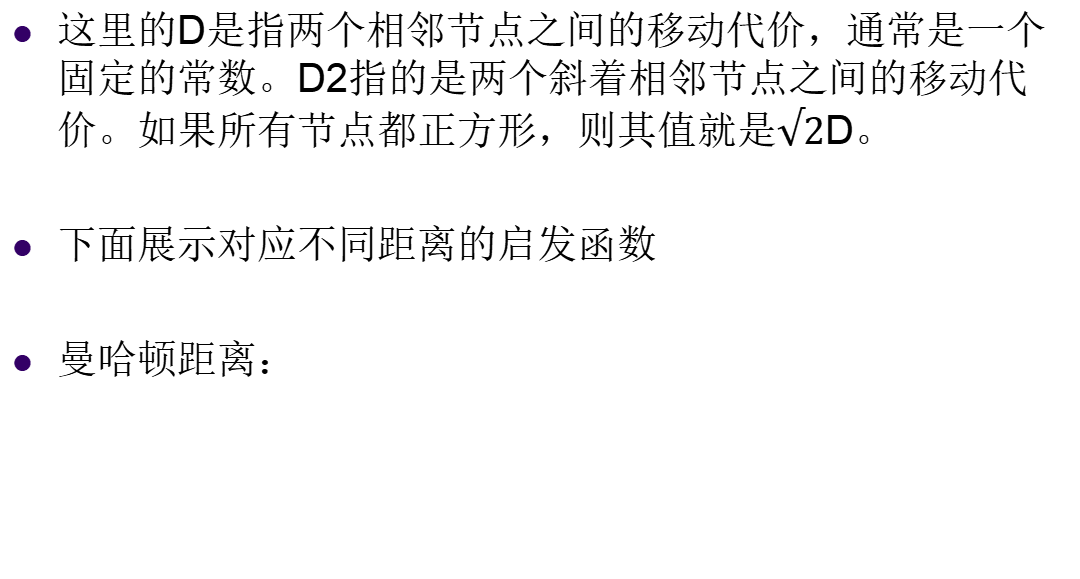 ● 这里的D是指两个相邻节点之间的移动代价，通常是一个
固定的常数。D2指的是两个斜着相邻节点之间的移动代
价。如果所有节点都正方形，则其值就是√2D。
● 下面展示对应不同距离的启发函数
● 曼哈顿距离：